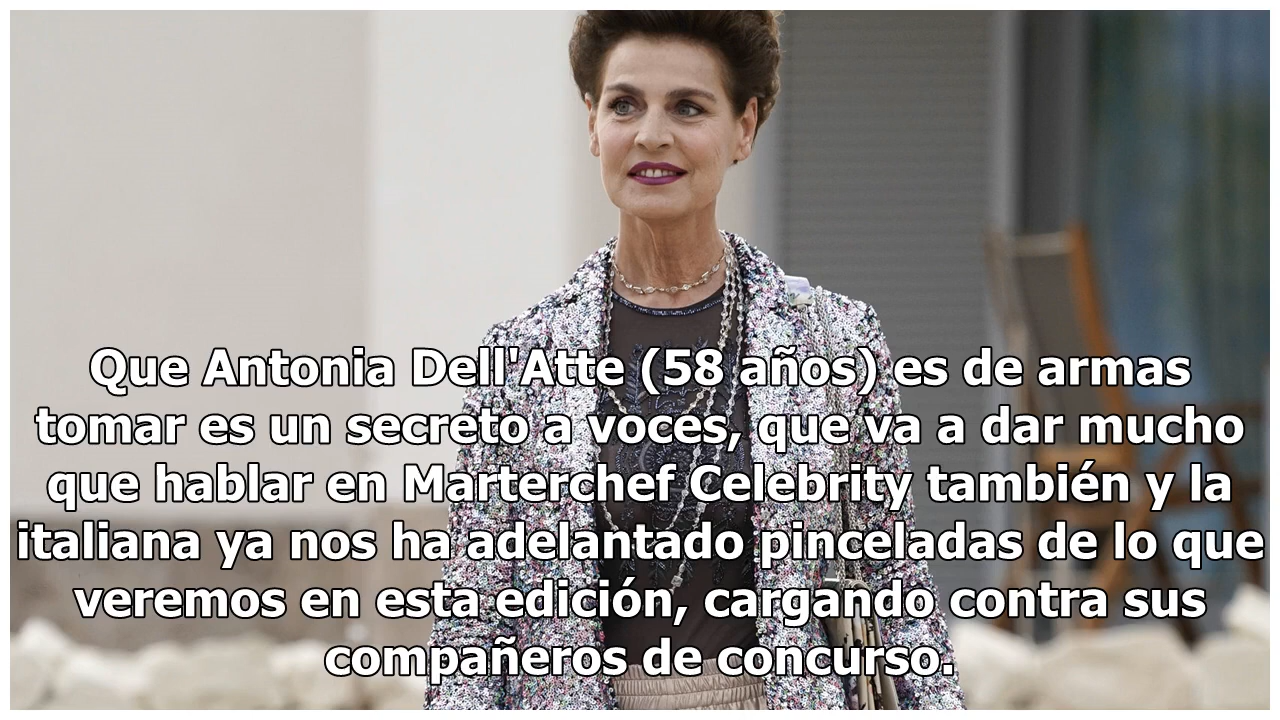 Que Antonia Dell'Atte (58 años) es de armas
tomar es un secreto a voces, que va a dar mucho
que hablar en Marterchef Celebrity también y la
italiana ya nos ha adelantado pinceladas de lo que
veremos en esta edición, cargando contra sus
compañeros de concurso.